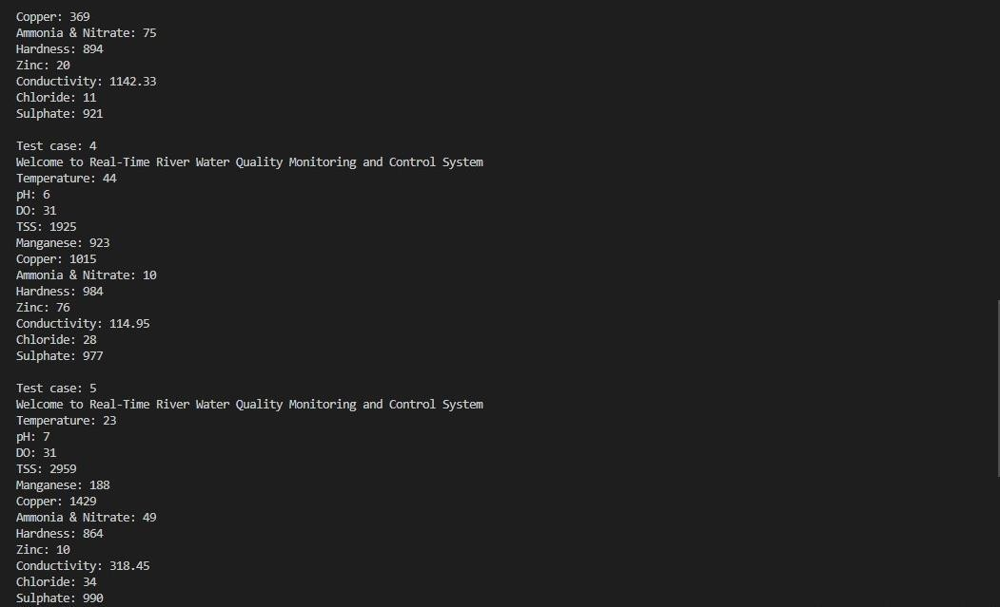 Copper: 369
Ammonia & Nitrate: 75
Hardness: 894
Zinc: 20
Conductivity: 1142.33
Chloride: 11
Sulphate: 921
Test case: 4
Welcome to Real-Time River Water Quality Monitoring and Control System
Temperature: 44
pH: 6
DO: 31
TSS: 1925
Manganese: 923
Copper: 1015
Ammonia & Nitrate: 10
Hardness: 984
Zinc: 76
Conductivity: 114.95
Chloride: 28
Sulphate: 977
Test case: 5
Welcome to Real-Time River Water Quality Monitoring and Control System
Temperature: 23
pH: 7
DO: 31
TSS: 2959
Manganese: 188
Copper: 1429
Ammonia & Nitrate: 49
Hardness: 864
Zinc: 10
Conductivity: 318.45
Chloride: 34
Sulphate: 990